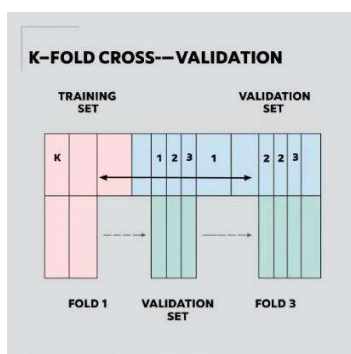 K–FOLD CROSS-–VALIDATION
TRAINING SET
VALIDATION SET
K 1 2 3 1 2 2 3
FOLD 1
VALIDATION SET
FOLD 3